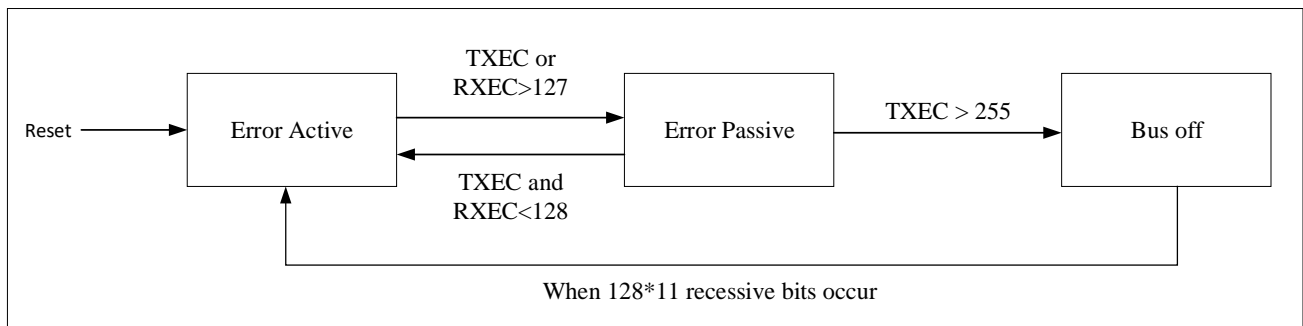 TXEC or
RXEC>127
Reset
Error Active
Error Passive
TXEC > 255
Bus off
TXEC and
RXEC<128
When 128*11 recessive bits occur